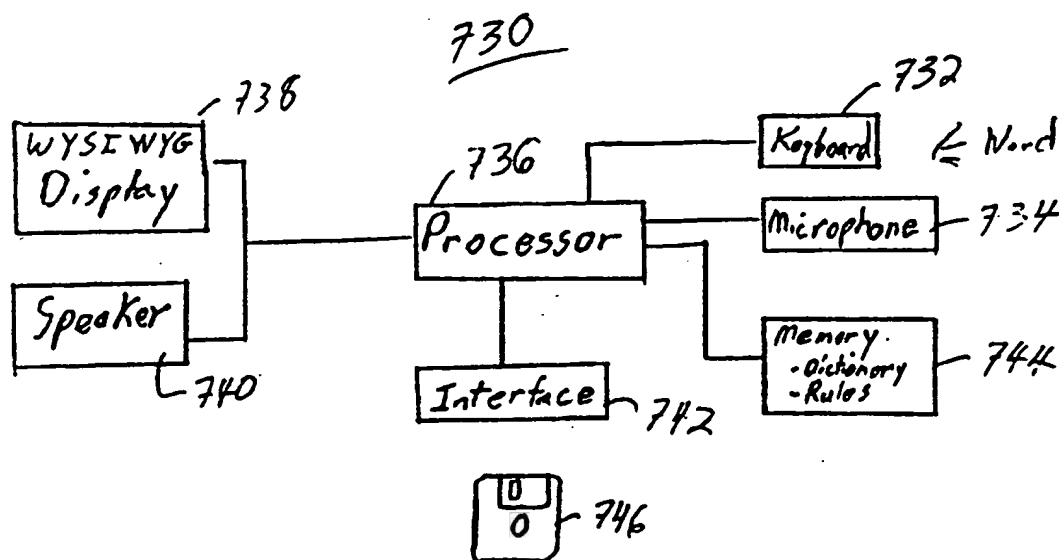 730
738
WYSIWYG
Display
732
Keyboard
⇐ Word
736
Processor
Microphone
734
Speaker
740
Memory
- Dictionary
- Rules
744
Interface
742
746